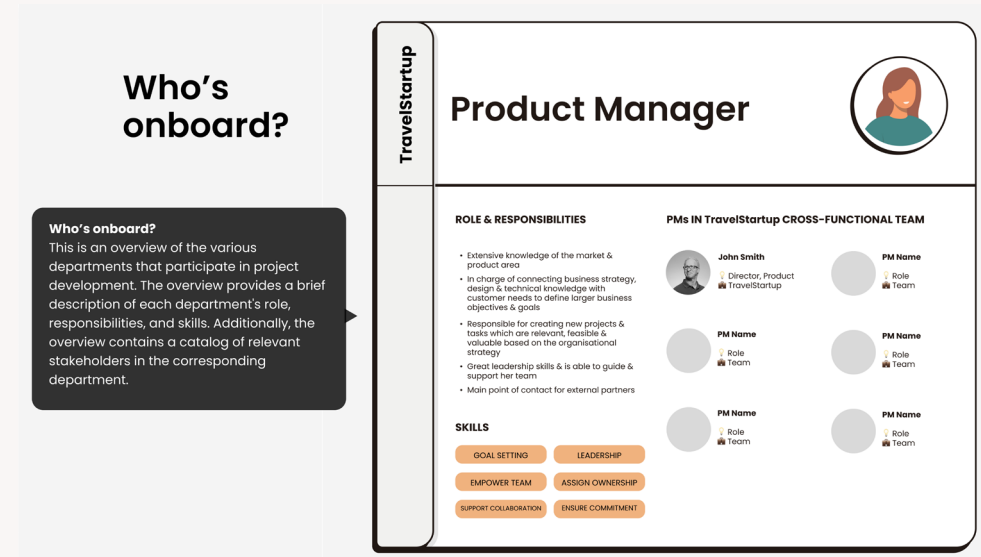 Who's
onboard?
Who's onboard?
This is an overview of the various
departments that participate in project
development. The overview provides a brief
description of each department's role,
responsibilities, and skills. Additionally, the
overview contains a catalog of relevant
stakeholders in the corresponding
department.
TravelStartup
Product Manager
ROLE & RESPONSIBILITIES
• Extensive knowledge of the market &
product area
• In charge of connecting business strategy,
design & technical knowledge with
customer needs to define larger business
objectives & goals
• Responsible for creating new projects &
tasks which are relevant, feasible &
valuable based on the organisational
strategy
• Great leadership skills & is able to guide &
support her team
• Main point of contact for external partners
SKILLS
GOAL SETTING
LEADERSHIP
EMPOWER TEAM
ASSIGN OWNERSHIP
SUPPORT COLLABORATION
ENSURE COMMITMENT
PMs IN TravelStartup CROSS-FUNCTIONAL TEAM
John Smith
Director, Product
TravelStartup
PM Name
Role
Team
PM Name
Role
Team
PM Name
Role
Team
PM Name
Role
Team
PM Name
Role
Team